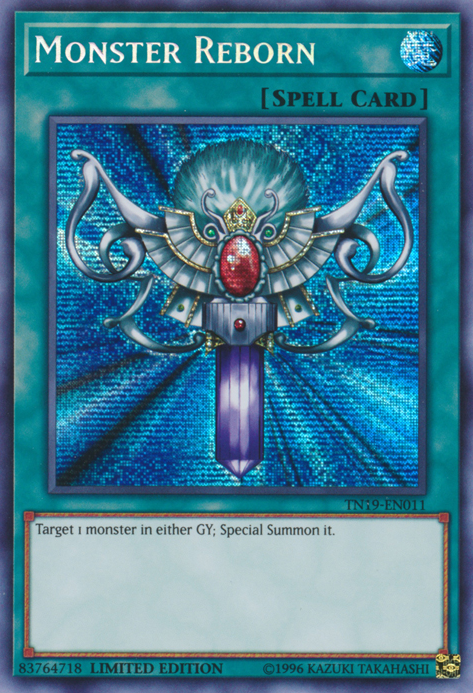 MONSTER REBORN
[SPELL CARD]
TN19-EN011
Target 1 monster in either GY; Special Summon it.
83764718 LIMITED EDITION ©1996 KAZUKI TAKAHASHI